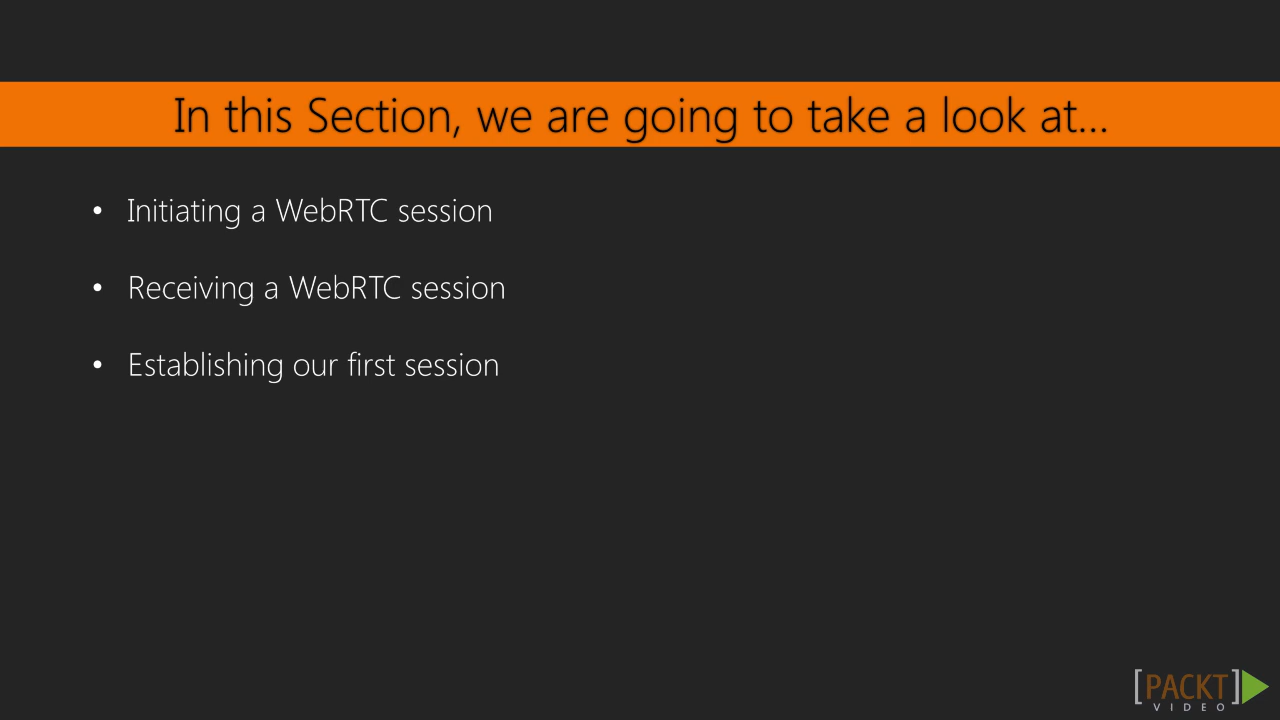 In this Section, we are going to take a look at...
• Initiating a WebRTC session
• Receiving a WebRTC session
• Establishing our first session
[PACKT]
VIDEO